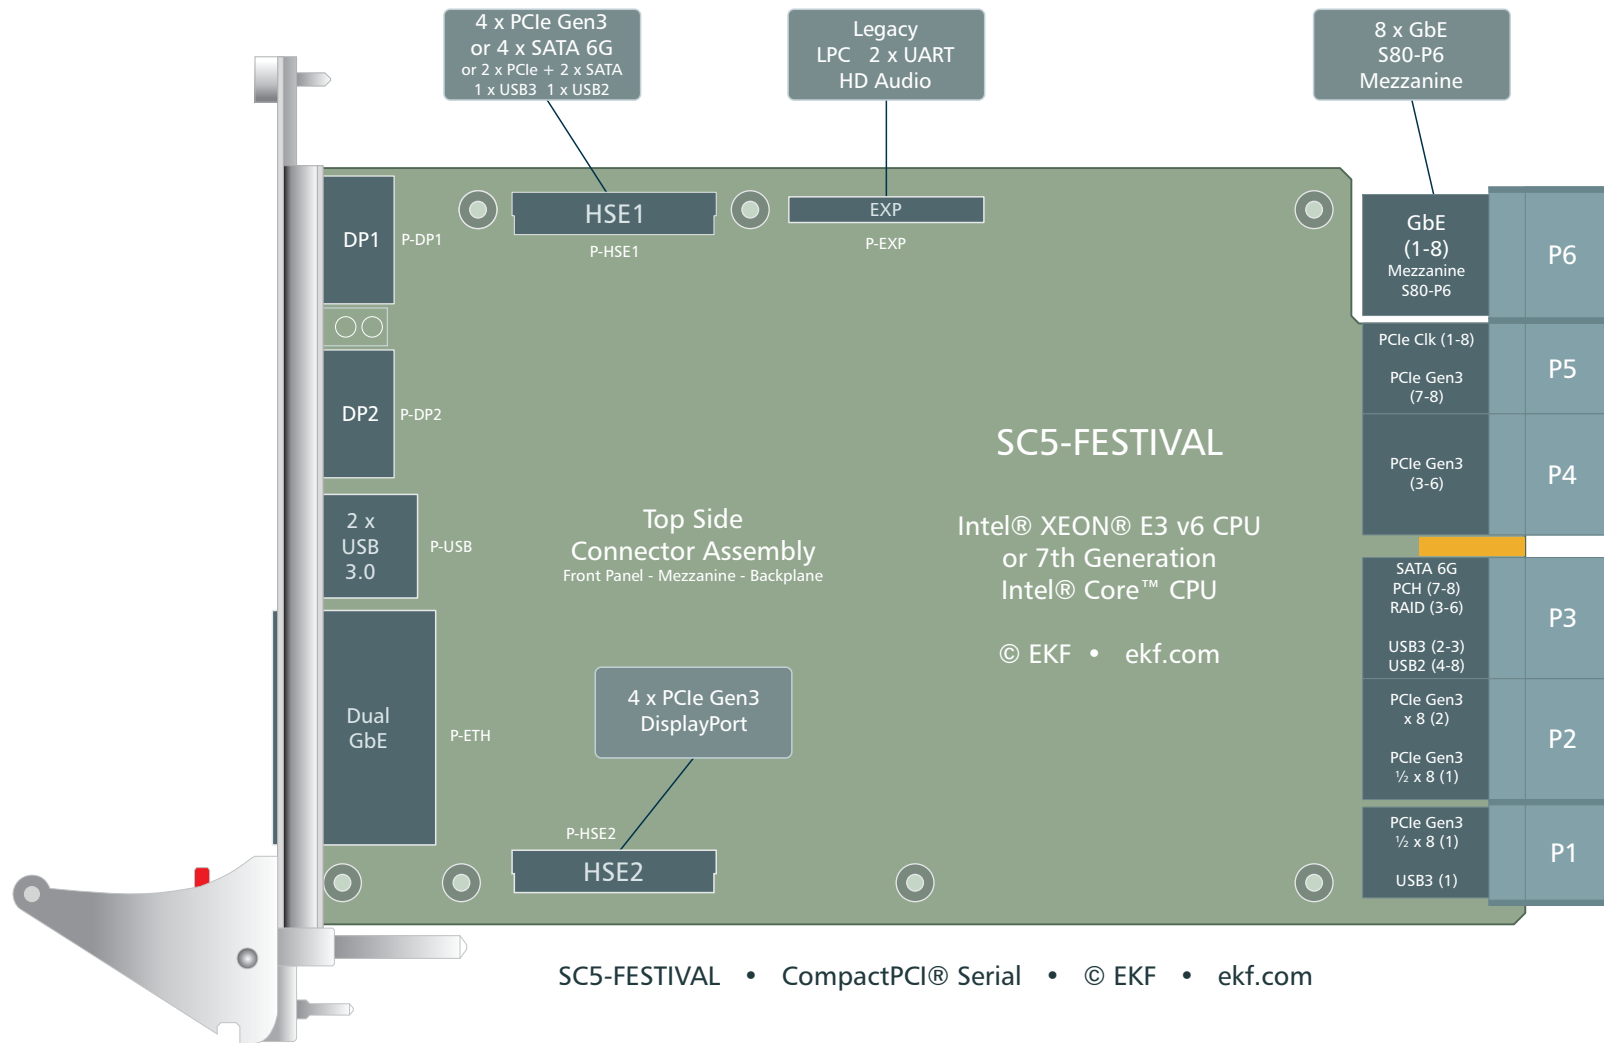 4 x PCIe Gen3
or 4 x SATA 6G
or 2 x PCIe + 2 x SATA
1 x USB3 1 x USB2
Legacy
LPC 2 x UART
HD Audio
8 x GbE
S80-P6
Mezzanine
DP1
P-DP1
HSE1
P-HSE1
EXP
P-EXP
GbE
(1-8)
Mezzanine
S80-P6
P6
PCIe Clk (1-8)
PCIe Gen3
(7-8)
P5
DP2
P-DP2
PCIe Gen3
(3-6)
P4
SC5-FESTIVAL
Intel® XEON® E3 v6 CPU
or 7th Generation
Intel® Core™ CPU
© EKF • ekf.com
Top Side
Connector Assembly
Front Panel - Mezzanine - Backplane
2 x
USB
3.0
P-USB
SATA 6G
PCH (7-8)
RAID (3-6)
USB3 (2-3)
USB2 (4-8)
P3
Dual
GbE
P-ETH
4 x PCIe Gen3
DisplayPort
PCIe Gen3
x 8 (2)
PCIe Gen3
½ x 8 (1)
P2
P-HSE2
HSE2
PCIe Gen3
½ x 8 (1)
USB3 (1)
P1
SC5-FESTIVAL • CompactPCI® Serial • © EKF • ekf.com